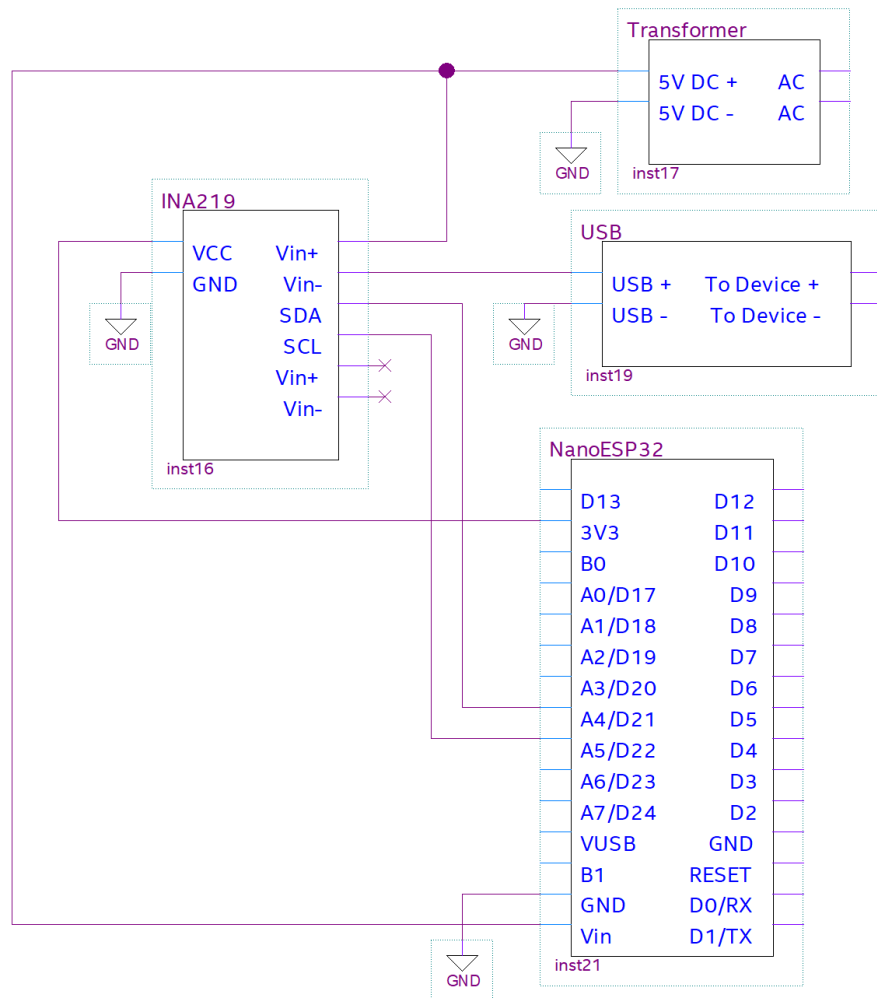 Transformer
5V DC + AC
5V DC - AC
GND
inst17
INA219
VCC Vin+
GND Vin-
SDA
SCL
Vin+
Vin-
GND
inst16
USB
USB + To Device +
USB - To Device -
GND
inst19
NanoESP32
D13 D12
3V3 D11
B0 D10
A0/D17 D9
A1/D18 D8
A2/D19 D7
A3/D20 D6
A4/D21 D5
A5/D22 D4
A6/D23 D3
A7/D24 D2
VUSB GND
B1 RESET
GND D0/RX
Vin D1/TX
GND
inst21